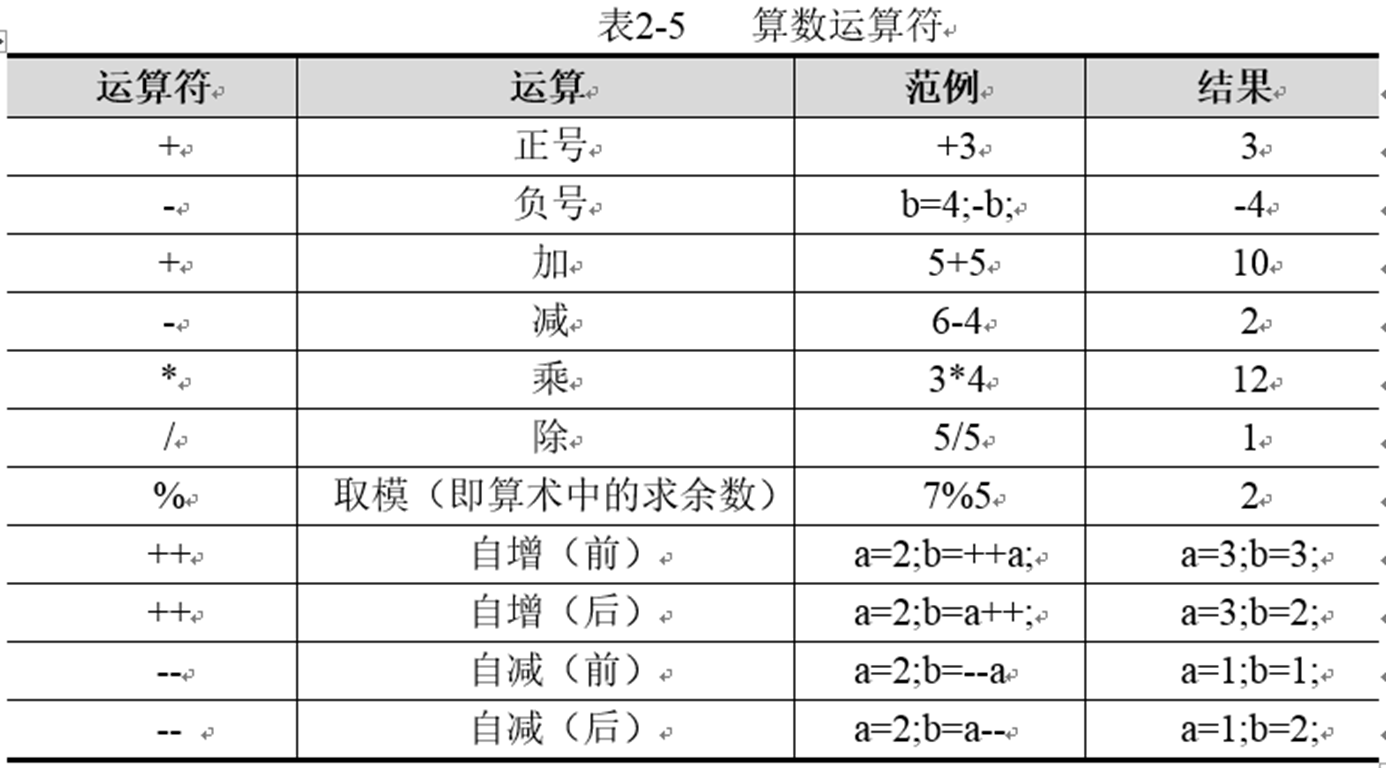 表2-5 算数运算符
运算符 运算 范例 结果
+ 正号 +3 3
- 负号 b=4;-b; -4
+ 加 5+5 10
- 减 6-4 2
* 乘 3*4 12
/ 除 5/5 1
% 取模（即算术中的求余数） 7%5 2
++ 自增（前） a=2;b=++a; a=3;b=3;
++ 自增（后） a=2;b=a++; a=3;b=2;
-- 自减（前） a=2;b=--a a=1;b=1;
-- 自减（后） a=2;b=a-- a=1;b=2;